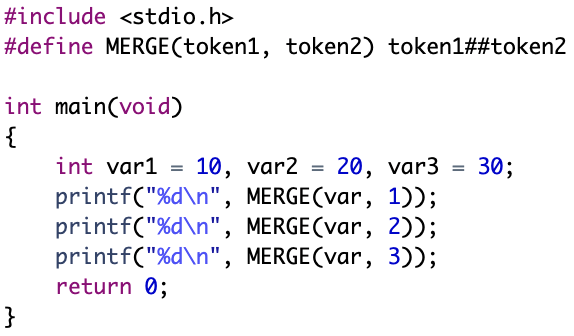 #include <stdio.h>
#define MERGE(token1, token2) token1##token2

int main(void)
{
    int var1 = 10, var2 = 20, var3 = 30;
    printf("%d\n", MERGE(var, 1));
    printf("%d\n", MERGE(var, 2));
    printf("%d\n", MERGE(var, 3));
    return 0;
}